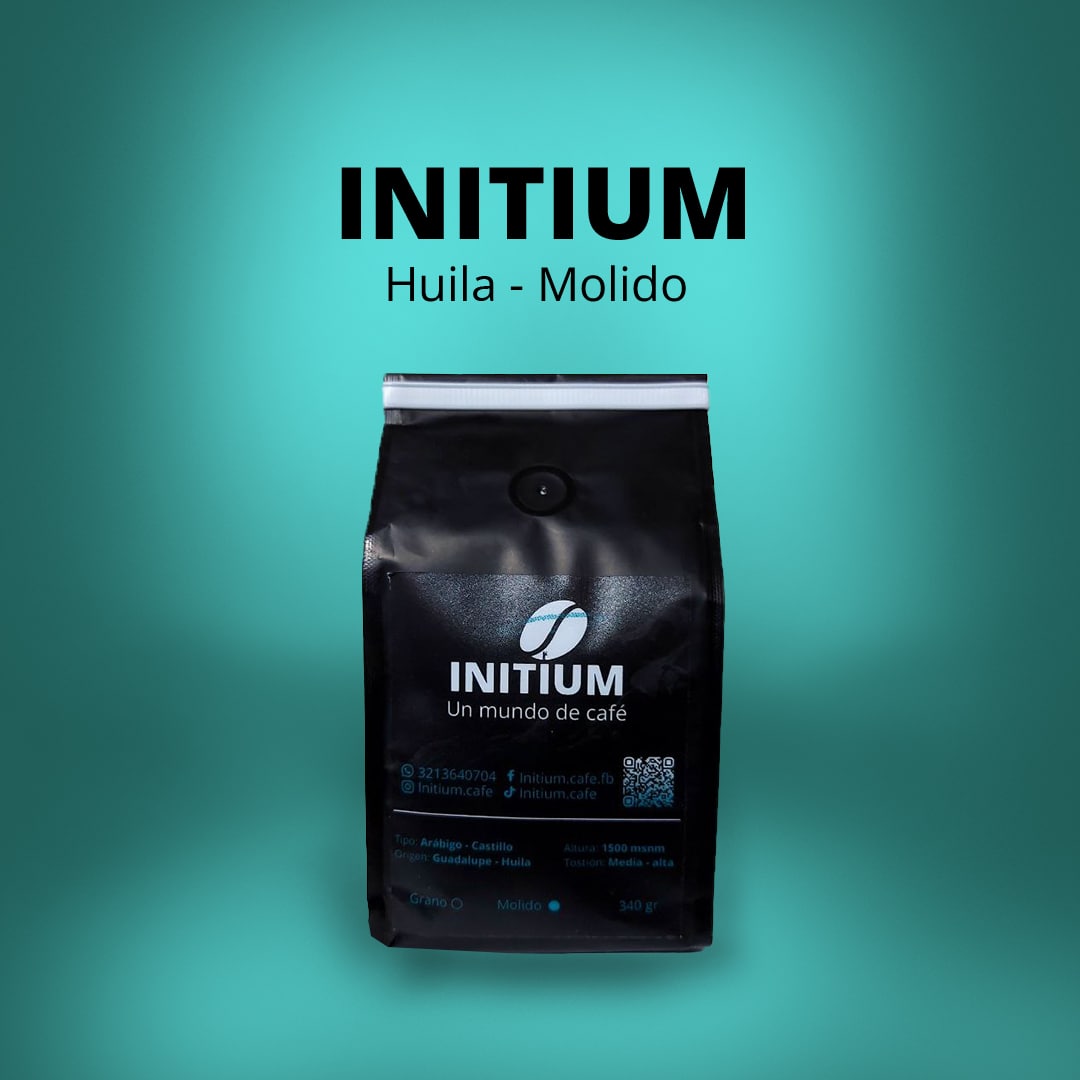 INITIUM
Huila - Molido
INITIUM
Un mundo de café
3213640704 Initium.cafe.fb
Initium.cafe Initium.cafe
Tipo: Arábigo - Castillo Altura: 1500 msnm
Origen: Guadalupe - Huila Tostión: Media - alta
Grano Molido 340 gr